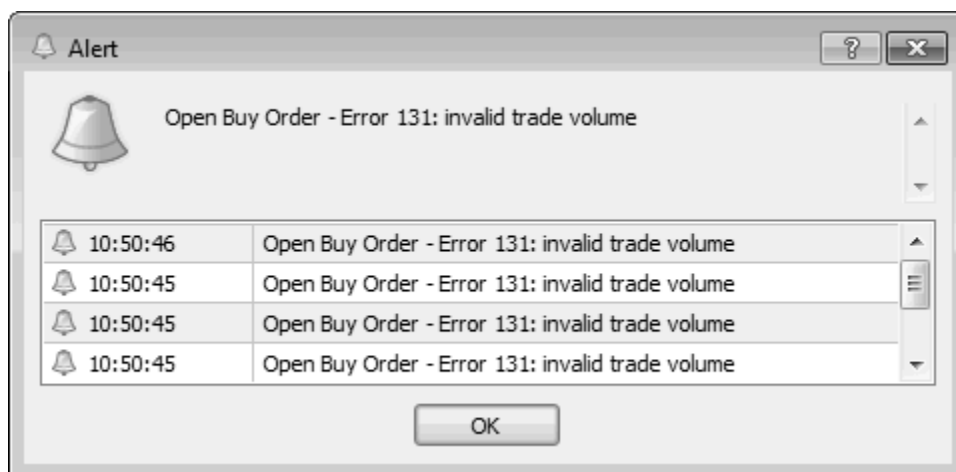 Alert
Open Buy Order - Error 131: invalid trade volume
10:50:46 Open Buy Order - Error 131: invalid trade volume
10:50:45 Open Buy Order - Error 131: invalid trade volume
10:50:45 Open Buy Order - Error 131: invalid trade volume
10:50:45 Open Buy Order - Error 131: invalid trade volume
OK